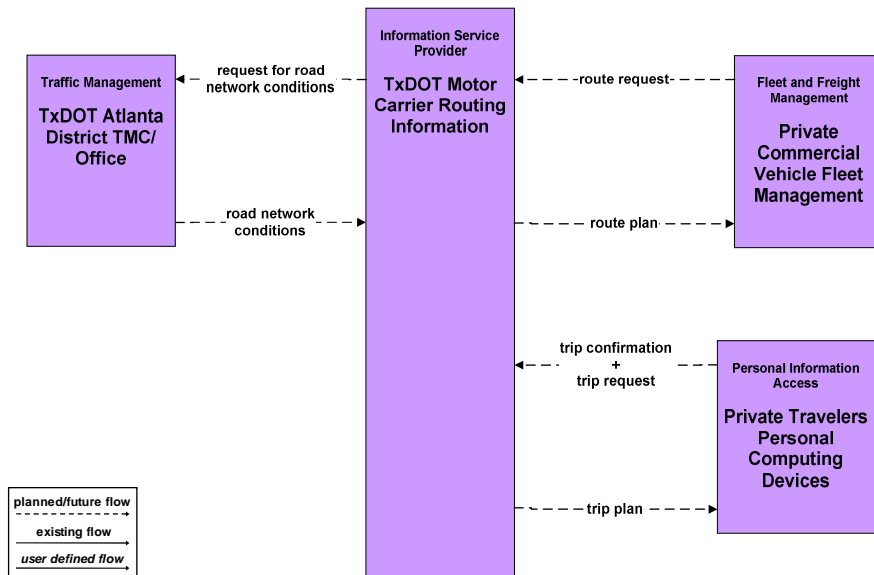 Traffic Management
TxDOT Atlanta
District TMC/
Office
request for road
network conditions
road network
conditions
Information Service
Provider
TxDOT Motor
Carrier Routing
Information
route request
route plan
Fleet and Freight
Management
Private
Commercial
Vehicle Fleet
Management
trip confirmation
+
trip request
trip plan
Personal Information
Access
Private Travelers
Personal
Computing
Devices
planned/future flow
existing flow
user defined flow